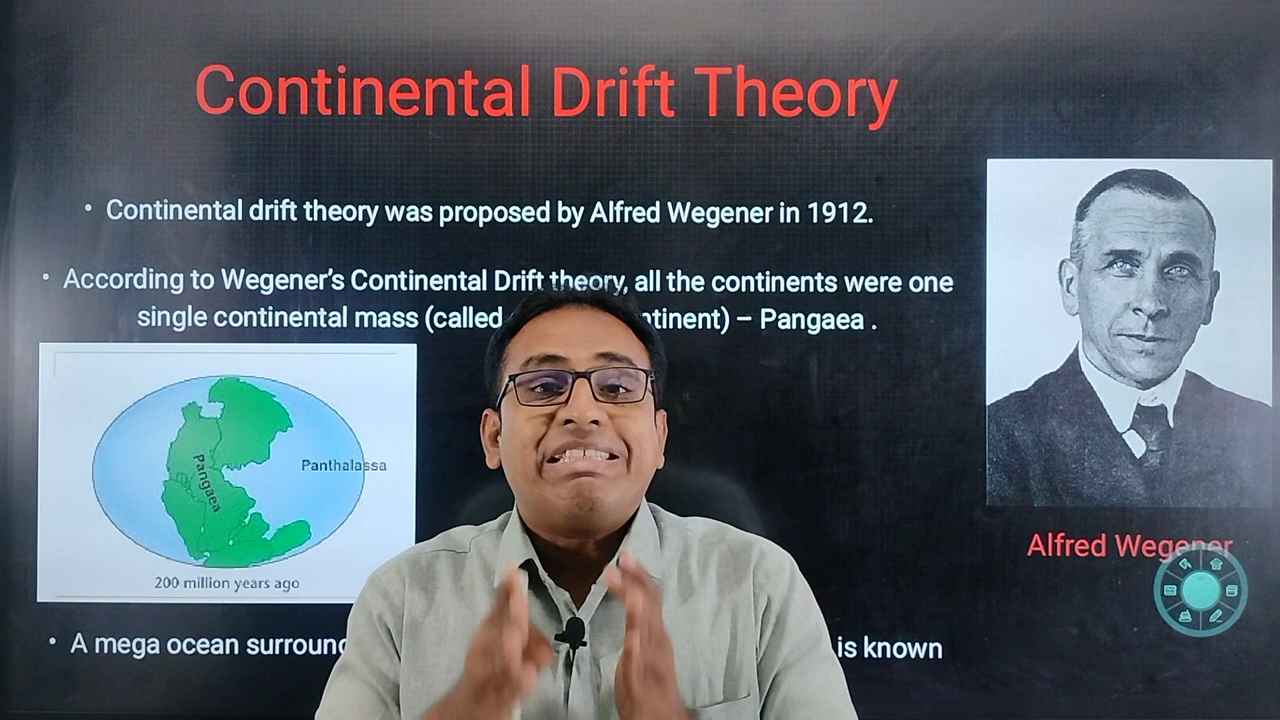 Continental Drift Theory
• Continental drift theory was proposed by Alfred Wegener in 1912.
• According to Wegener's Continental Drift theory, all the continents were one
single continental mass (called ntinent) – Pangaea .
Pangaea
Panthalassa
200 million years ago
Alfred Wegener
• A mega ocean surroun is known